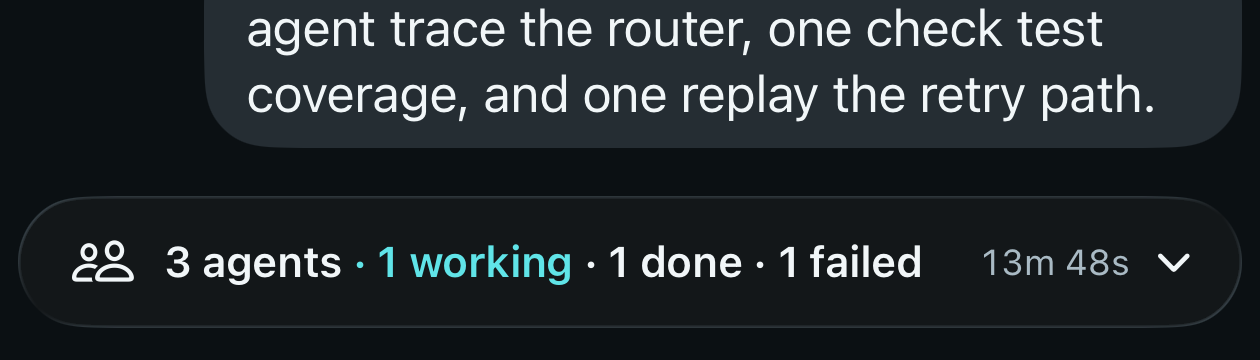 agent trace the router, one check test
coverage, and one replay the retry path.
3 agents · 1 working · 1 done · 1 failed 13m 48s